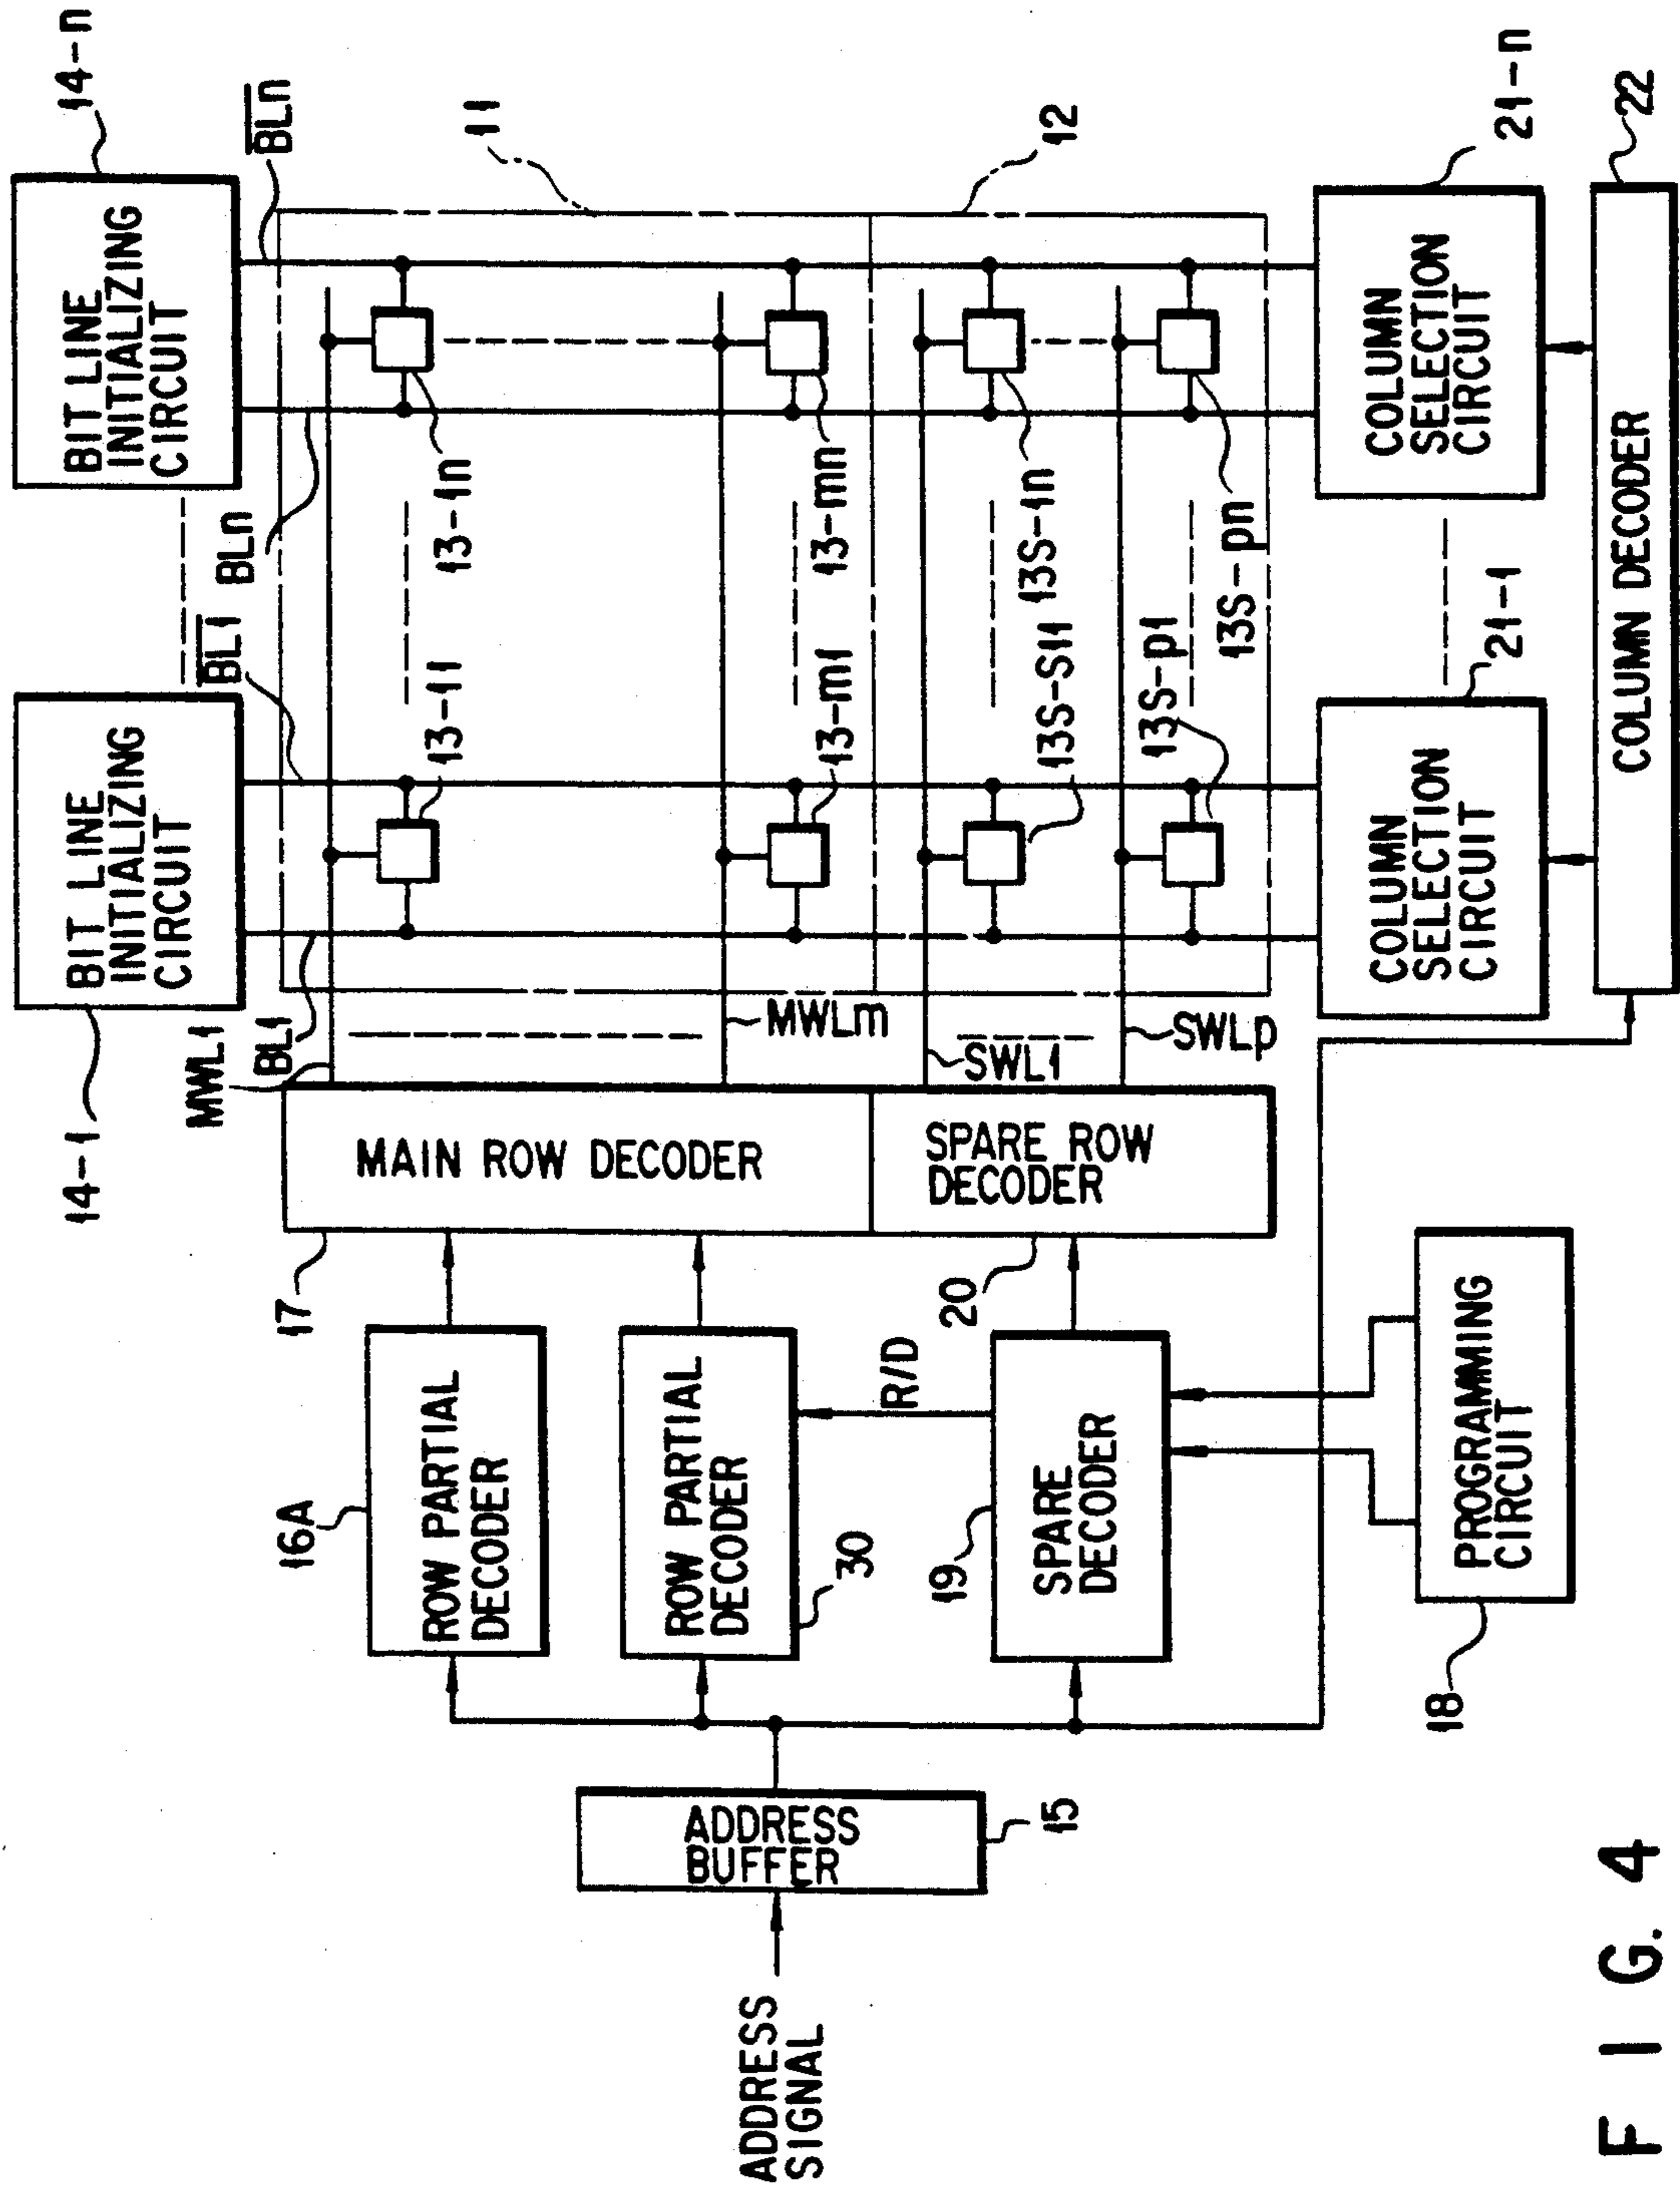 14-1
BIT LINE
INITIALIZING
CIRCUIT
BIT LINE
INITIALIZING
CIRCUIT
14-n
MWL1
BL1
B̅L̅1̅
BLn
B̅L̅n̅
11
17
MAIN ROW DECODER
13-11
13-1n
16A
ROW PARTIAL
DECODER
ROW PARTIAL
DECODER
30
MWLm
13-m1
13-mn
ADDRESS
SIGNAL
ADDRESS
BUFFER
15
R/D
20
SPARE ROW
DECODER
SWL1
13S-S11
13S-1n
12
19
SPARE
DECODER
SWLp
13S-p1
13S-pn
18
PROGRAMMING
CIRCUIT
COLUMN
SELECTION
CIRCUIT
21-1
COLUMN
SELECTION
CIRCUIT
21-n
COLUMN DECODER
22
FIG. 4